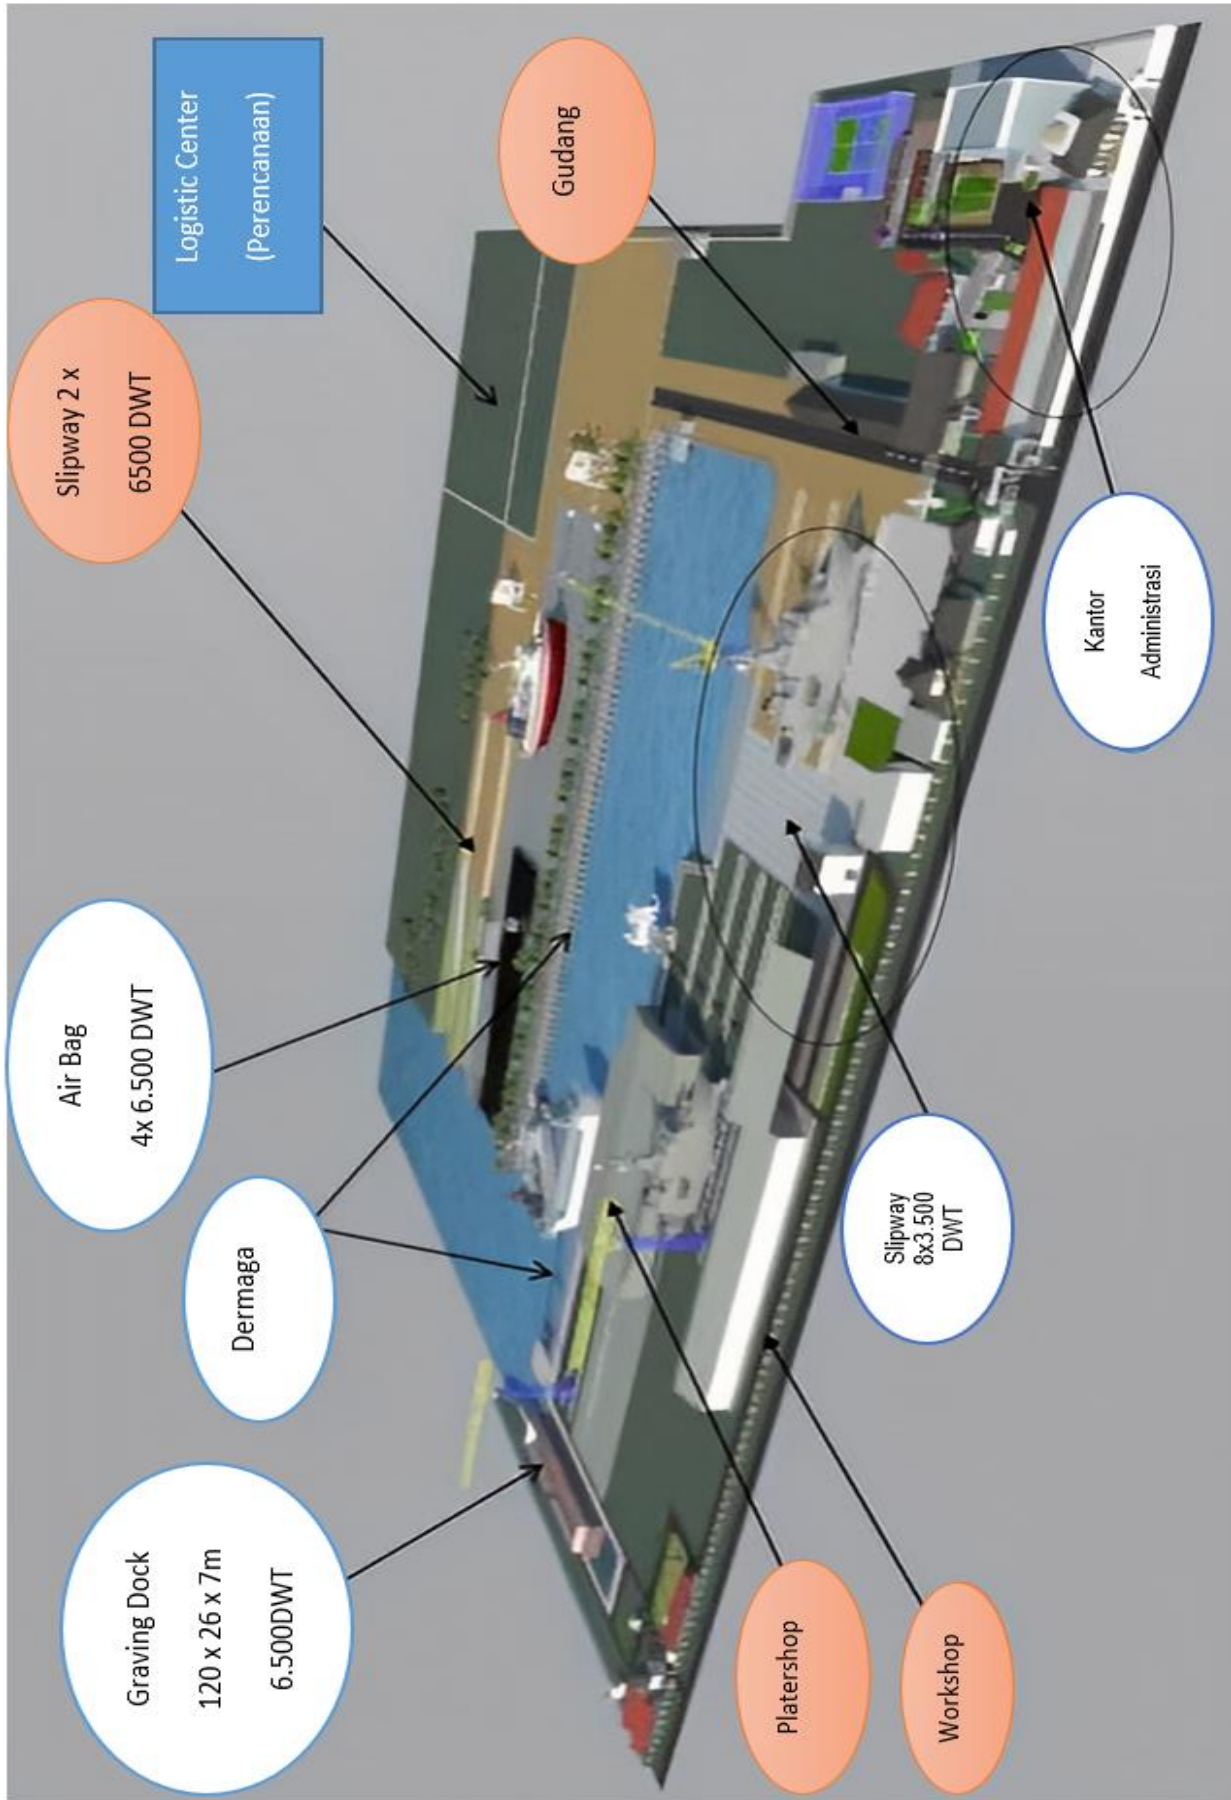 Graving Dock
120 x 26 x 7m
6.500DWT
Dermaga
Air Bag
4x 6.500 DWT
Slipway 2 x
6500 DWT
Logistic Center
(Perencanaan)
Gudang
Platershop
Workshop
Slipway
8x3.500
DWT
Kantor
Administrasi